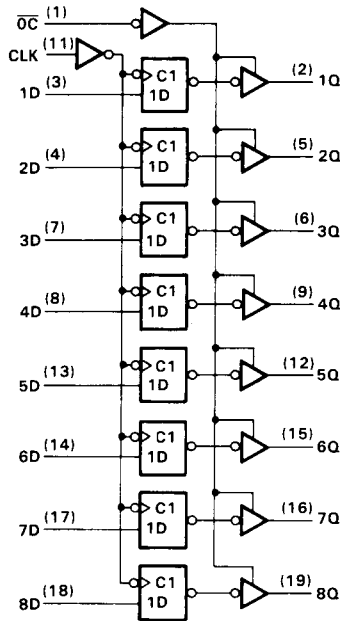 OC (1)
CLK (11)
C1 (2)
1D (3) 1D 1Q
C1 (5)
2D (4) 1D 2Q
C1 (6)
3D (7) 1D 3Q
C1 (9)
4D (8) 1D 4Q
C1 (12)
5D (13) 1D 5Q
C1 (15)
6D (14) 1D 6Q
C1 (16)
7D (17) 1D 7Q
C1 (19)
8D (18) 1D 8Q